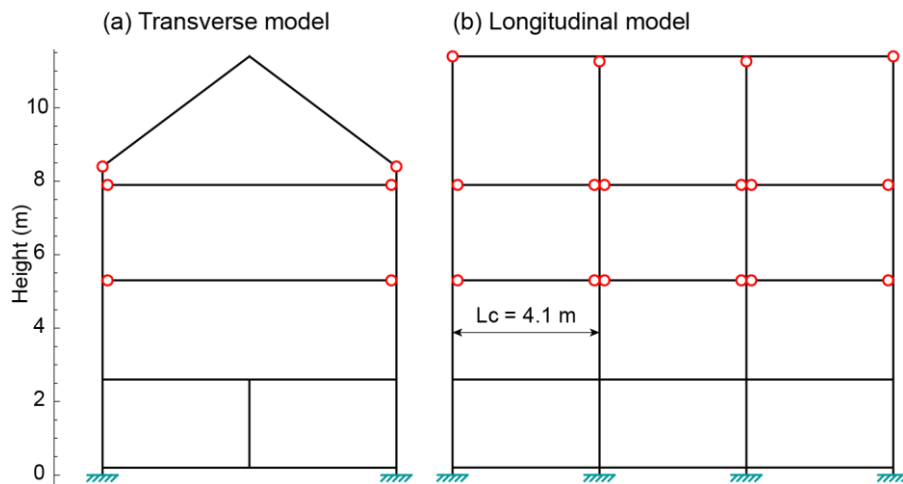 (a) Transverse model
(b) Longitudinal model
Height (m)
10
8
6
4
2
0
Lc = 4.1 m